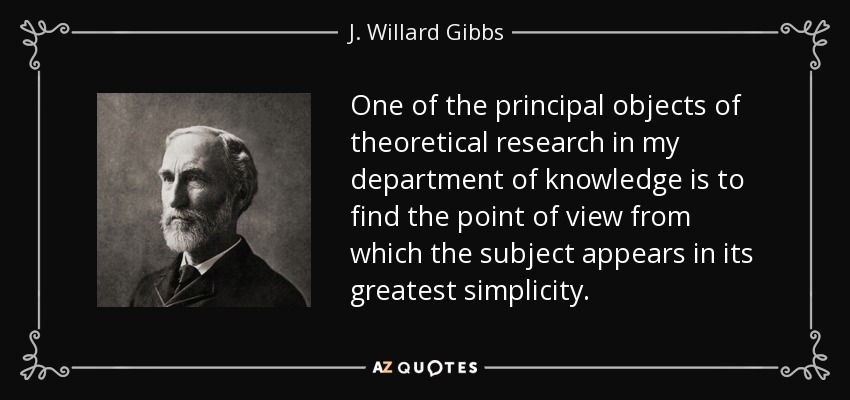 J. Willard Gibbs
One of the principal objects of
theoretical research in my
department of knowledge is to
find the point of view from
which the subject appears in its
greatest simplicity.
AZ QUOTES